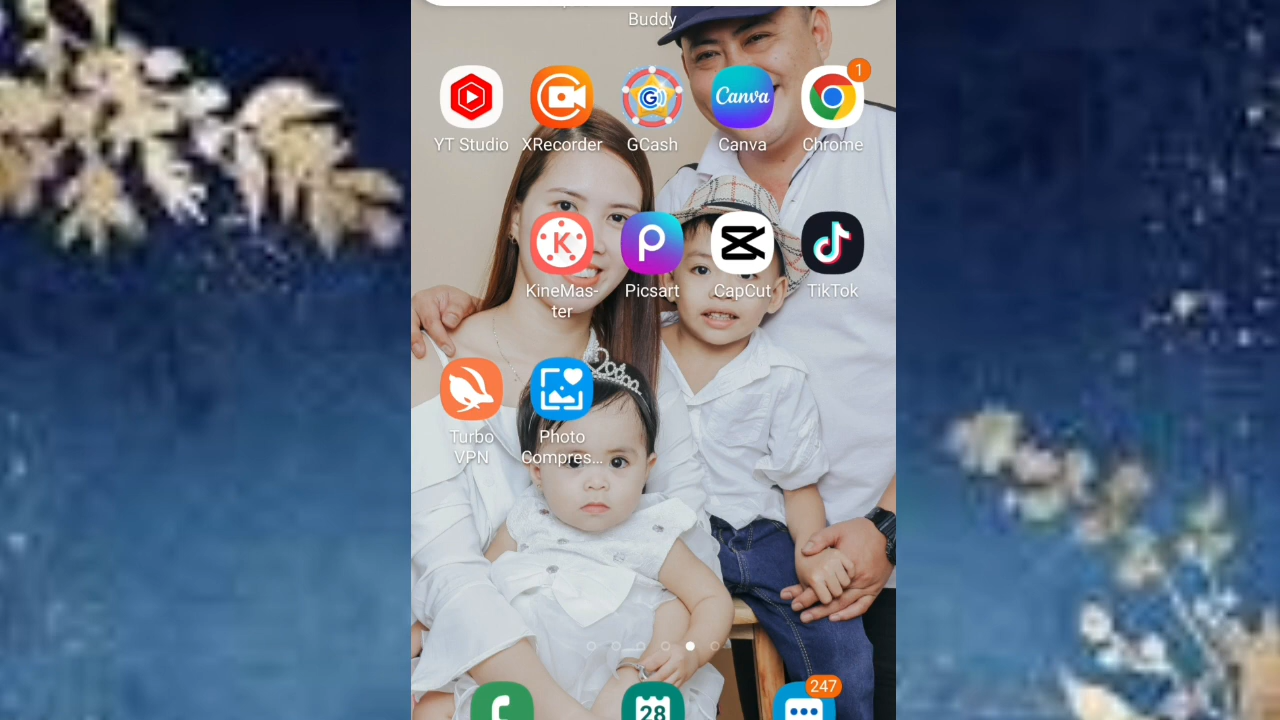 Buddy
1
Canva
YT Studio
XRecorder
GCash
Canva
Chrome
K
KineMas-
ter
Picsart
CapCut
TikTok
Turbo
VPN
Photo
Compres...
247
28